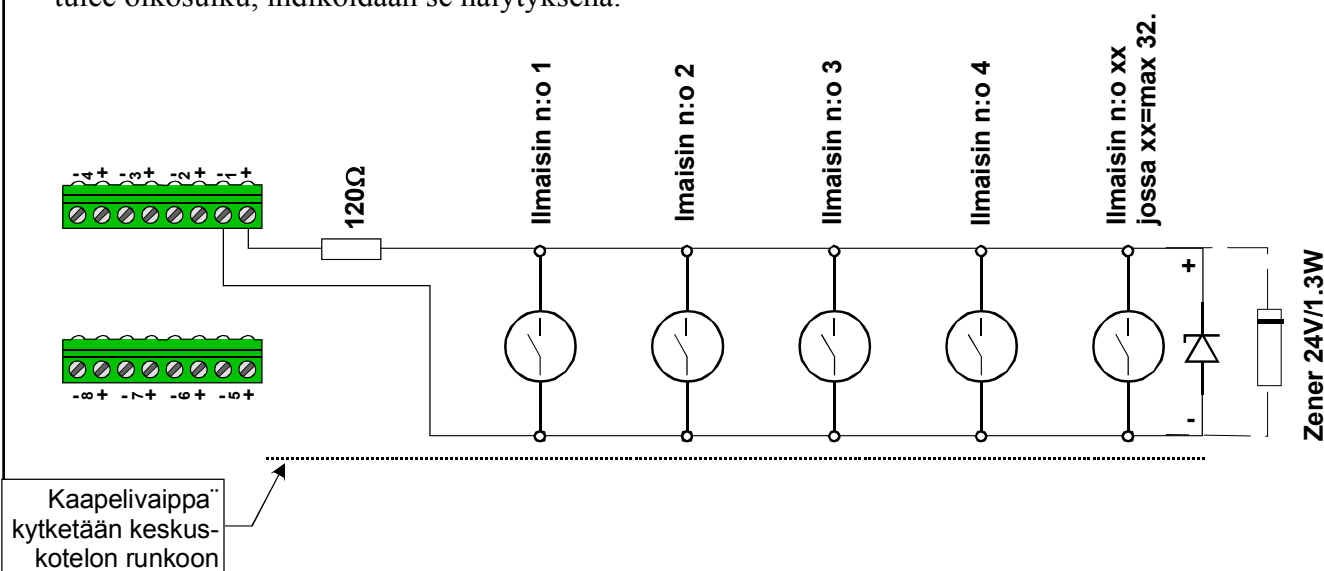 tulee oikosulku, indikoidaan se hälytyksenä.
Ilmaisin n:o 1
Imaisin n:o 2
Ilmaisin n:o 3
Ilmaisin n:o 4
Ilmaisin n:o xx
jossa xx=max 32.
- 4 + - 3 + - 2 + - 1 +
120Ω
+
-
Zener 24V/1.3W
- 8 + - 7 + - 6 + - 5 +
Kaapelivaippa¨
kytketään keskus-
kotelon runkoon